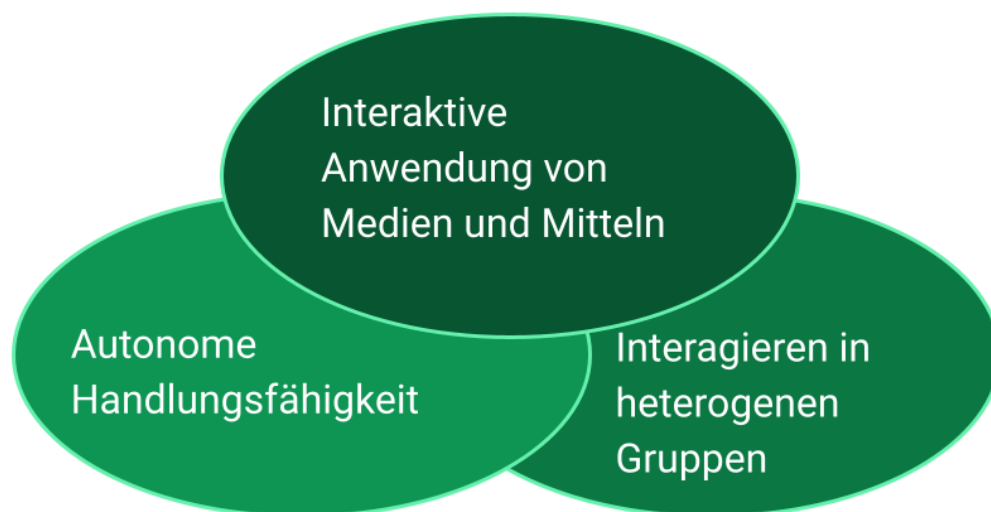 Interaktive
Anwendung von
Medien und Mitteln
Autonome
Handlungsfähigkeit
Interagieren in
heterogenen
Gruppen